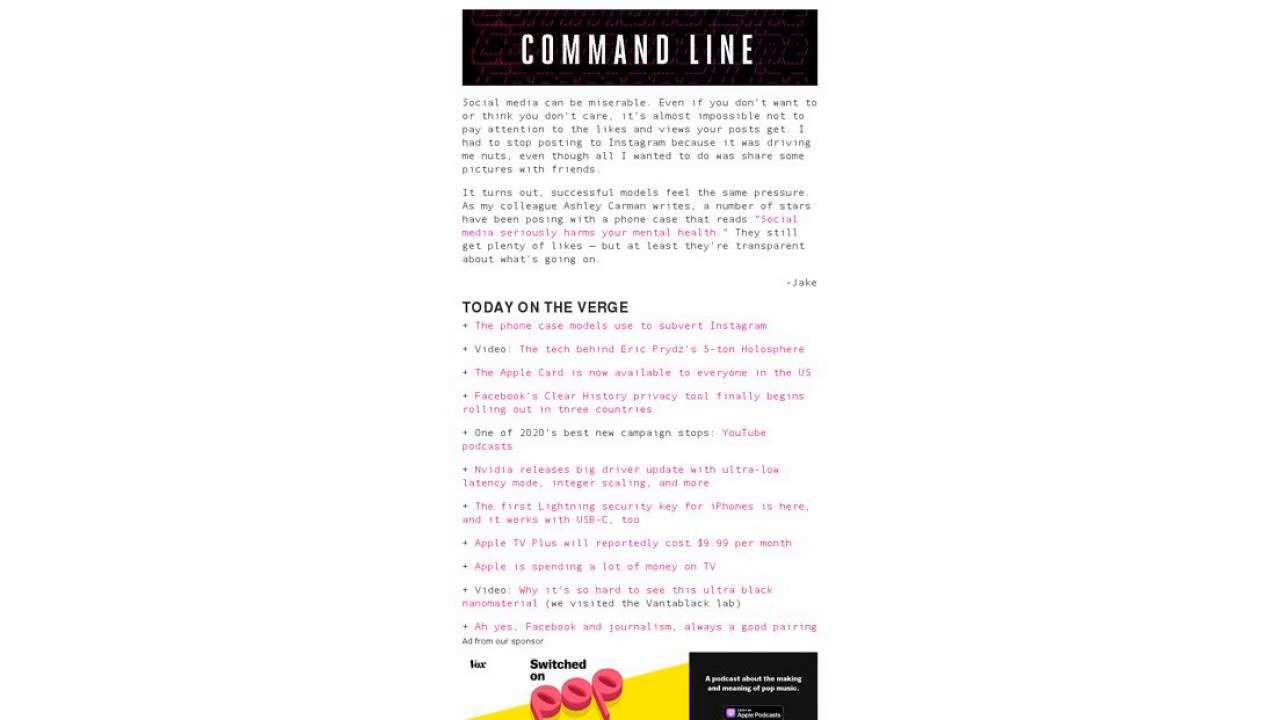 COMMAND LINE
Social media can be miserable. Even if you don't want to
or think you don't care, it's almost impossible not to
pay attention to the likes and views your posts get. I
had to stop posting to Instagram because it was driving
me nuts, even though all I wanted to do was share some
pictures with friends.
It turns out, successful models feel the same pressure.
As my colleague Ashley Carman writes, a number of stars
have been posing with a phone case that reads "Social
media seriously harms your mental health." They still
get plenty of likes — but at least they're transparent
about what's going on.
-Jake
TODAY ON THE VERGE
+ The phone case models use to subvert Instagram
+ Video: The tech behind Eric Prydz's 5-ton Holosphere
+ The Apple Card is now available to everyone in the US
+ Facebook's Clear History privacy tool finally begins
rolling out in three countries
+ One of 2020's best new campaign stops: YouTube
podcasts
+ Nvidia releases big driver update with ultra-low
latency mode, integer scaling, and more
+ The first Lightning security key for iPhones is here,
and it works with USB-C, too
+ Apple TV Plus will reportedly cost $9.99 per month
+ Apple is spending a lot of money on TV
+ Video: Why it's so hard to see this ultra black
nanomaterial (we visited the Vantablack lab)
+ Ah yes, Facebook and journalism, always a good pairing
Ad from our sponsor
Vox
Switched
on
pop
A podcast about the making
and meaning of pop music.
Apple Podcasts